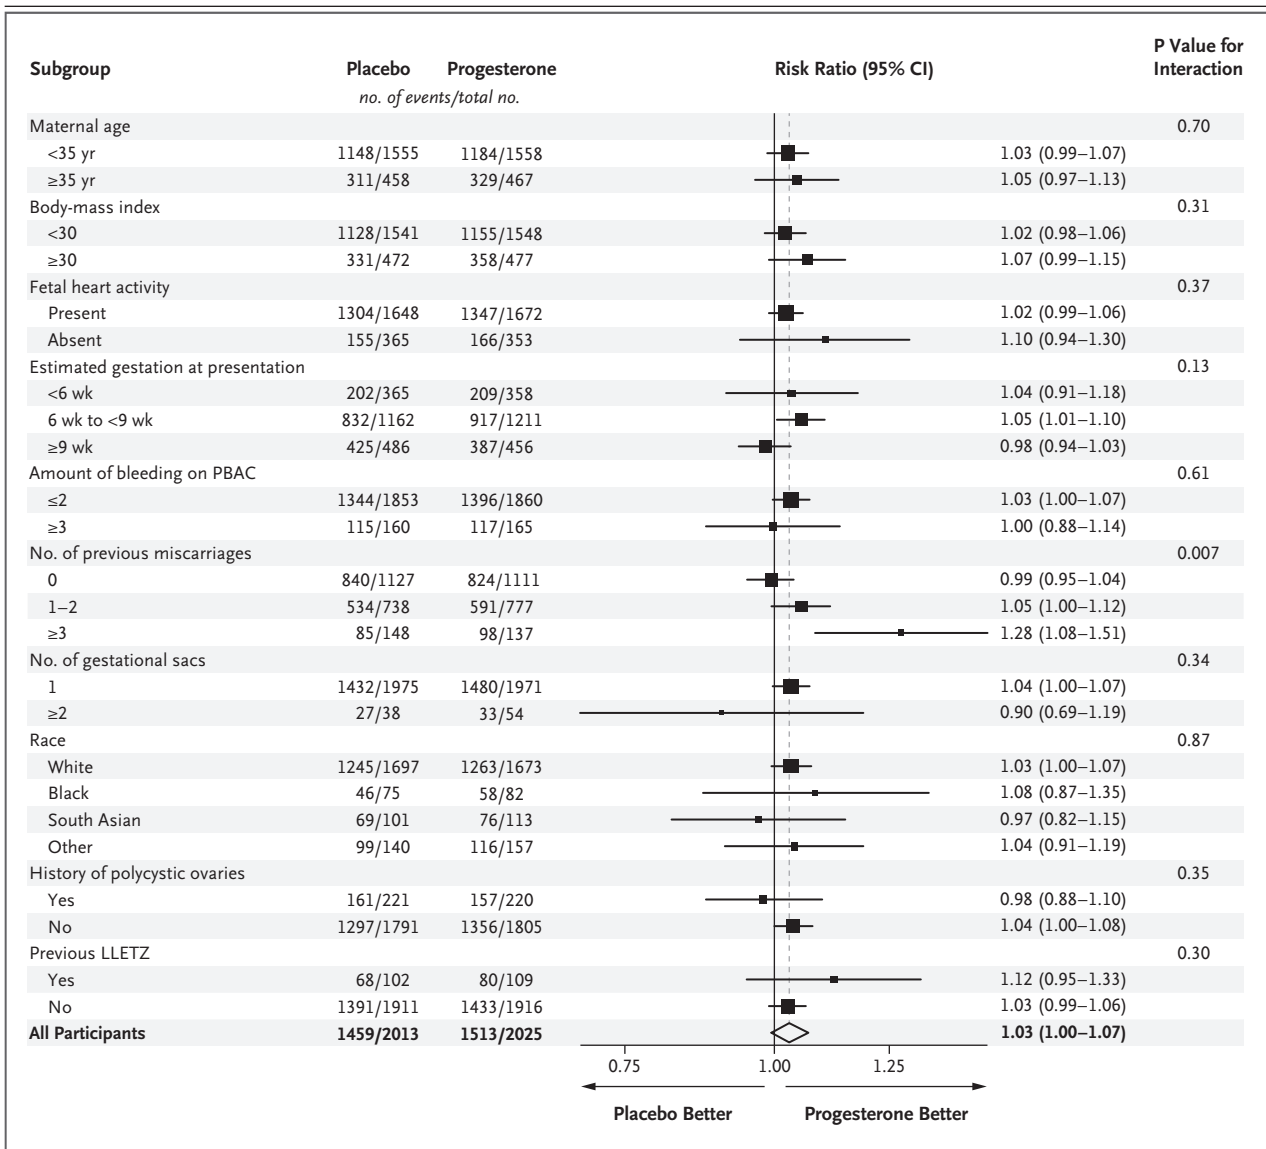 Subgroup Placebo Progesterone Risk Ratio (95% CI) P Value for Interaction
no. of events/total no.
Maternal age 0.70
<35 yr 1148/1555 1184/1558 1.03 (0.99–1.07)
≥35 yr 311/458 329/467 1.05 (0.97–1.13)
Body-mass index 0.31
<30 1128/1541 1155/1548 1.02 (0.98–1.06)
≥30 331/472 358/477 1.07 (0.99–1.15)
Fetal heart activity 0.37
Present 1304/1648 1347/1672 1.02 (0.99–1.06)
Absent 155/365 166/353 1.10 (0.94–1.30)
Estimated gestation at presentation 0.13
<6 wk 202/365 209/358 1.04 (0.91–1.18)
6 wk to <9 wk 832/1162 917/1211 1.05 (1.01–1.10)
≥9 wk 425/486 387/456 0.98 (0.94–1.03)
Amount of bleeding on PBAC 0.61
≤2 1344/1853 1396/1860 1.03 (1.00–1.07)
≥3 115/160 117/165 1.00 (0.88–1.14)
No. of previous miscarriages 0.007
0 840/1127 824/1111 0.99 (0.95–1.04)
1–2 534/738 591/777 1.05 (1.00–1.12)
≥3 85/148 98/137 1.28 (1.08–1.51)
No. of gestational sacs 0.34
1 1432/1975 1480/1971 1.04 (1.00–1.07)
≥2 27/38 33/54 0.90 (0.69–1.19)
Race 0.87
White 1245/1697 1263/1673 1.03 (1.00–1.07)
Black 46/75 58/82 1.08 (0.87–1.35)
South Asian 69/101 76/113 0.97 (0.82–1.15)
Other 99/140 116/157 1.04 (0.91–1.19)
History of polycystic ovaries 0.35
Yes 161/221 157/220 0.98 (0.88–1.10)
No 1297/1791 1356/1805 1.04 (1.00–1.08)
Previous LLETZ 0.30
Yes 68/102 80/109 1.12 (0.95–1.33)
No 1391/1911 1433/1916 1.03 (0.99–1.06)
All Participants 1459/2013 1513/2025 1.03 (1.00–1.07)
0.75 1.00 1.25
Placebo Better Progesterone Better